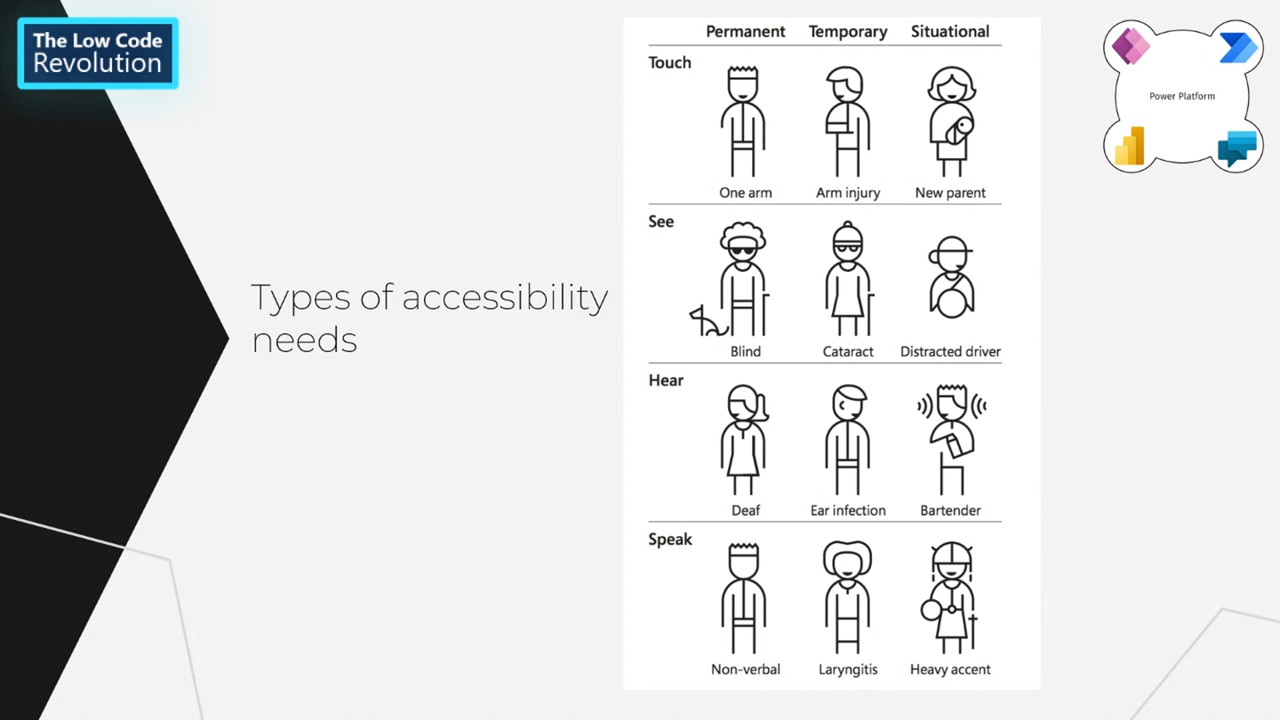 The Low Code
Revolution
Types of accessibility
needs
Permanent Temporary Situational
Touch
One arm Arm injury New parent
See
Blind Cataract Distracted driver
Hear
Deaf Ear infection Bartender
Speak
Non-verbal Laryngitis Heavy accent
Power Platform